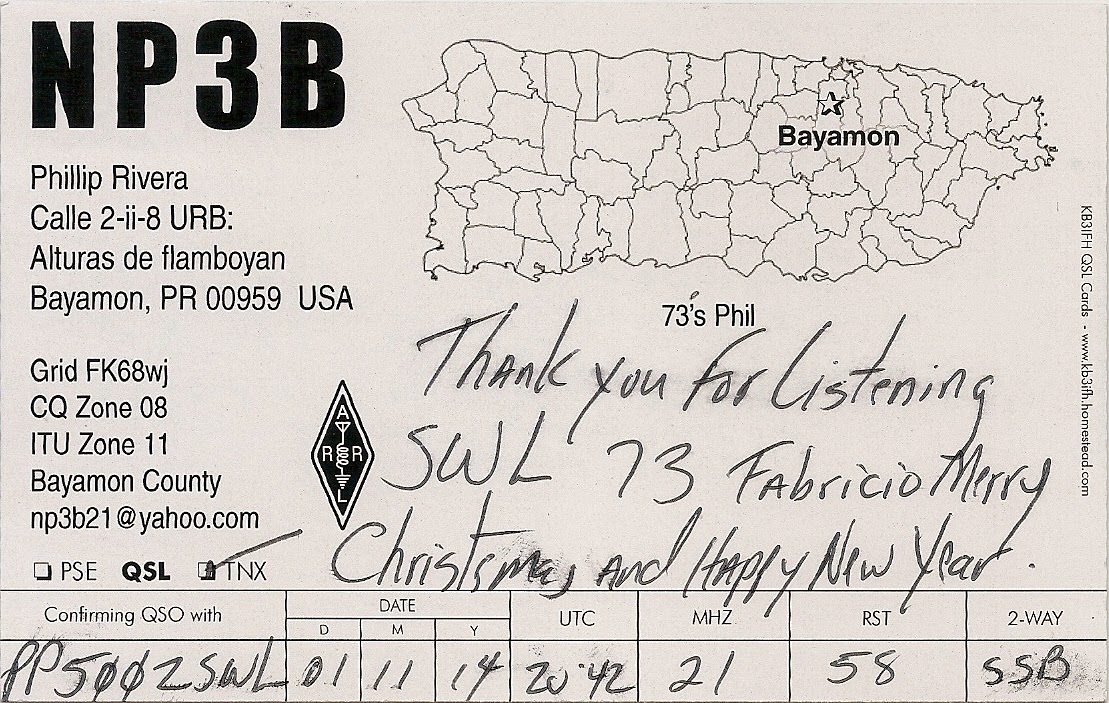 NP3B
Phillip Rivera
Calle 2-ii-8 URB:
Alturas de flamboyan
Bayamon, PR 00959 USA
Grid FK68wj
CQ Zone 08
ITU Zone 11
Bayamon County
np3b21@yahoo.com
PSE QSL TNX
Bayamon
73's Phil
Thank you For Listening
SWL 73 Fabricio Merry
Christsmas and Happy New Year.
ARRL
KB3IFH QSL Cards - www.kb3ifh.homestead.com
Confirming QSO with DATE UTC MHZ RST 2-WAY
D M Y
PP5002SWL 01 11 14 20:42 21 58 SSB